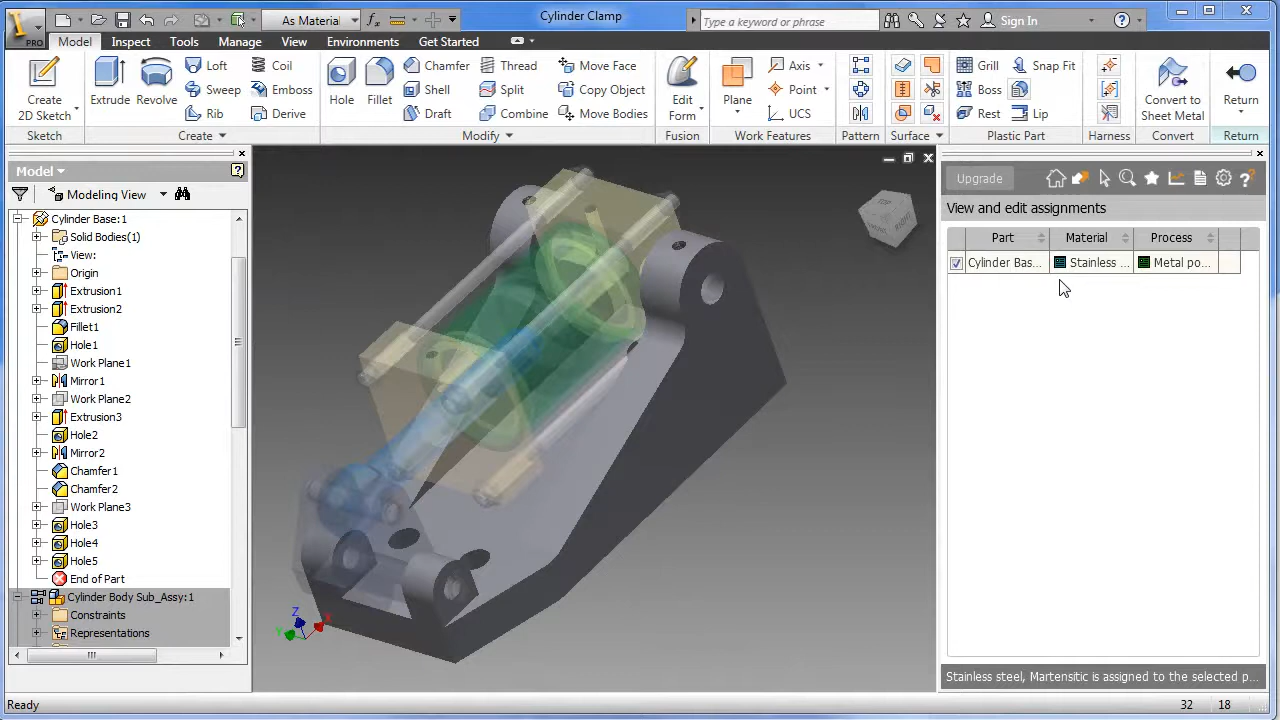 Cylinder Clamp
PRO
As Material
Type a keyword or phrase
Sign In
Model
Inspect
Tools
Manage
View
Environments
Get Started
Create
2D Sketch
Extrude
Revolve
Loft
Sweep
Rib
Coil
Emboss
Derive
Hole
Fillet
Chamfer
Shell
Draft
Thread
Split
Combine
Move Face
Copy Object
Move Bodies
Edit
Form
Plane
Axis
Point
UCS
Grill
Boss
Rest
Snap Fit
Lip
Convert to
Sheet Metal
Return
Sketch
Create
Modify
Fusion
Work Features
Pattern
Surface
Plastic Part
Harness
Convert
Return
Model
Modeling View
Cylinder Base:1
Solid Bodies(1)
View:
Origin
Extrusion1
Extrusion2
Fillet1
Hole1
Work Plane1
Mirror1
Work Plane2
Extrusion3
Hole2
Mirror2
Chamfer1
Chamfer2
Work Plane3
Hole3
Hole4
Hole5
End of Part
Cylinder Body Sub_Assy:1
Constraints
Representations
Z
X
Y
RIGHT
Upgrade
View and edit assignments
Part Material Process
Cylinder Bas... Stainless ... Metal po...
Stainless steel, Martensitic is assigned to the selected p...
Ready
32 18